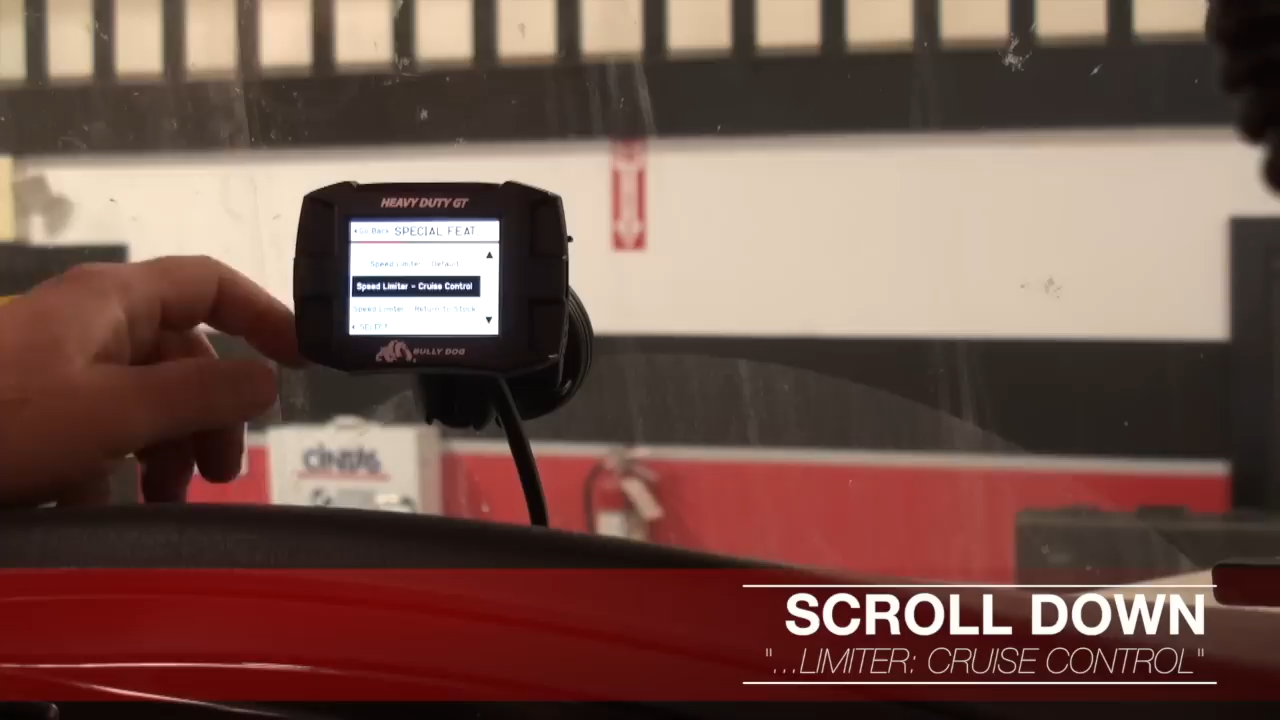 HEAVY DUTY GT
Go Back SPECIAL FEAT
Speed Limiter - Default
Speed Limiter - Cruise Control
Speed Limiter - Return to Stock
SELECT
BULLY DOG
CINTAS
SCROLL DOWN
"...LIMITER: CRUISE CONTROL"